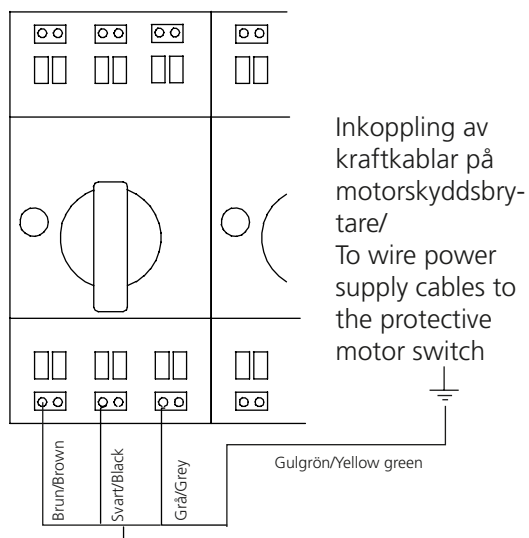 Inkoppling av
kraftkablar på
motorskyddsbry-
tare/
To wire power
supply cables to
the protective
motor switch
Brun/Brown
Svart/Black
Grå/Grey
Gulgrön/Yellow green